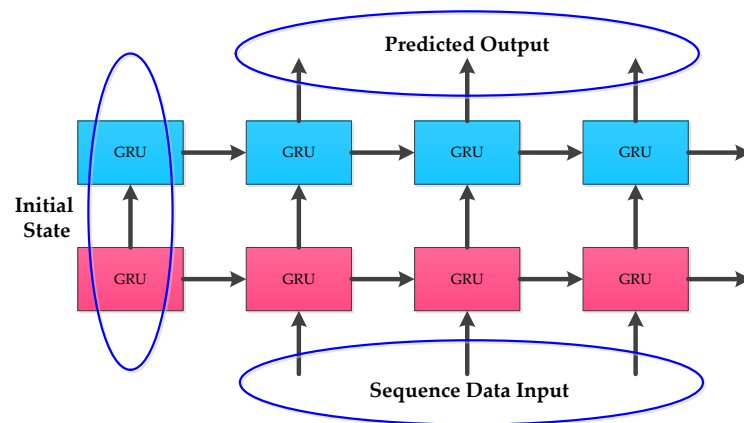 Predicted Output
GRU GRU GRU GRU
Initial
State
GRU GRU GRU GRU
Sequence Data Input